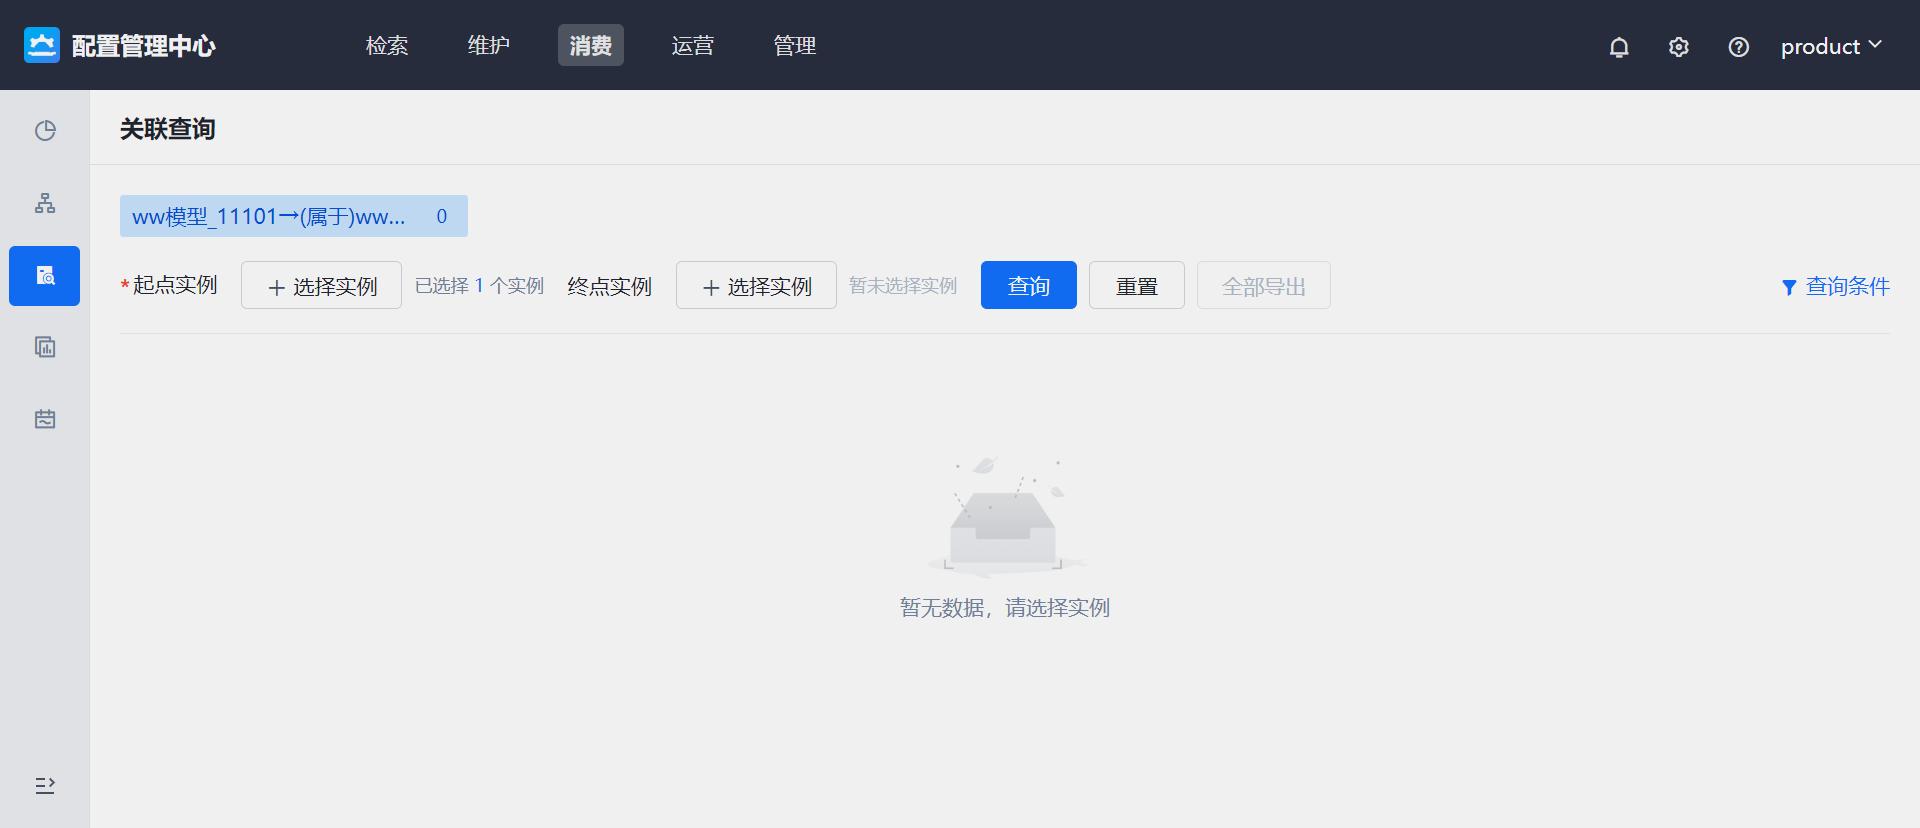 配置管理中心 检索 维护 消费 运营 管理 product
关联查询
ww模型_11101→(属于)ww... 0
*起点实例 + 选择实例 已选择 1 个实例 终点实例 + 选择实例 暂未选择实例 查询 重置 全部导出 查询条件
暂无数据，请选择实例